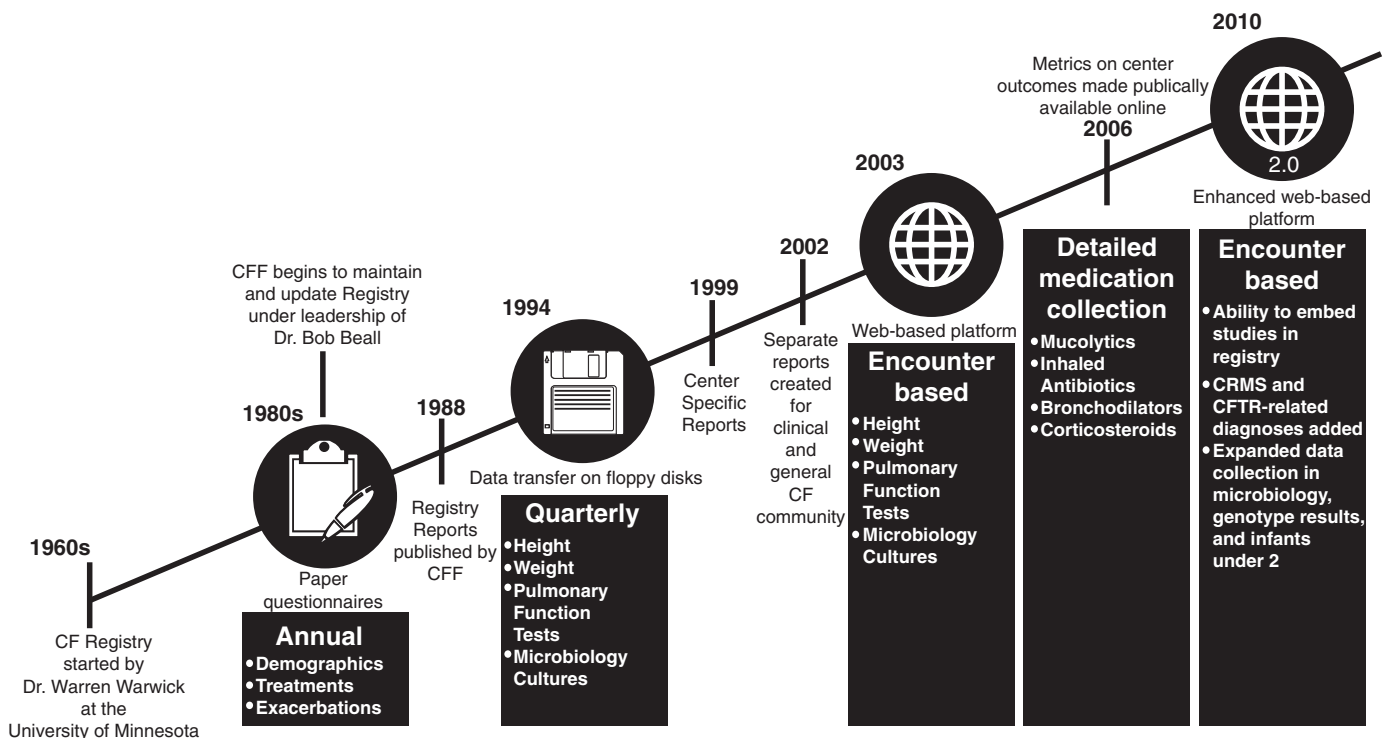 1960s
CF Registry
started by
Dr. Warren Warwick
at the
University of Minnesota
CFF begins to maintain
and update Registry
under leadership of
Dr. Bob Beall
1980s
Paper
questionnaires
Annual
•Demographics
•Treatments
•Exacerbations
1988
Registry
Reports
published by
CFF
1994
Data transfer on floppy disks
Quarterly
•Height
•Weight
•Pulmonary
Function
Tests
•Microbiology
Cultures
1999
Center
Specific
Reports
2002
Separate
reports
created
for
clinical
and
general
CF
community
2003
Web-based platform
Encounter
based
•Height
•Weight
•Pulmonary
Function
Tests
•Microbiology
Cultures
Metrics on center
outcomes made publically
available online
2006
Detailed
medication
collection
•Mucolytics
•Inhaled
Antibiotics
•Bronchodilators
•Corticosteroids
2010
2.0
Enhanced web-based
platform
Encounter
based
•Ability to embed
studies in
registry
•CRMS and
CFTR-related
diagnoses added
•Expanded data
collection in
microbiology,
genotype results,
and infants
under 2